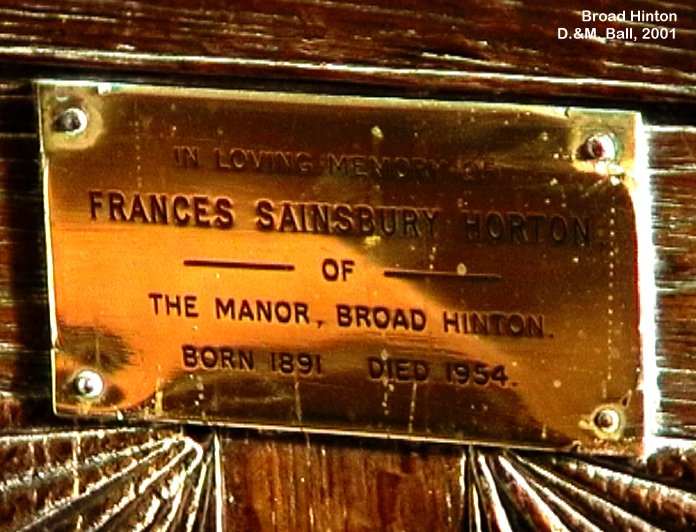 Broad Hinton
D.&M. Ball, 2001
IN LOVING MEMORY OF
FRANCES SAINSBURY HORTON.
OF
THE MANOR, BROAD HINTON.
BORN 1891 DIED 1954.